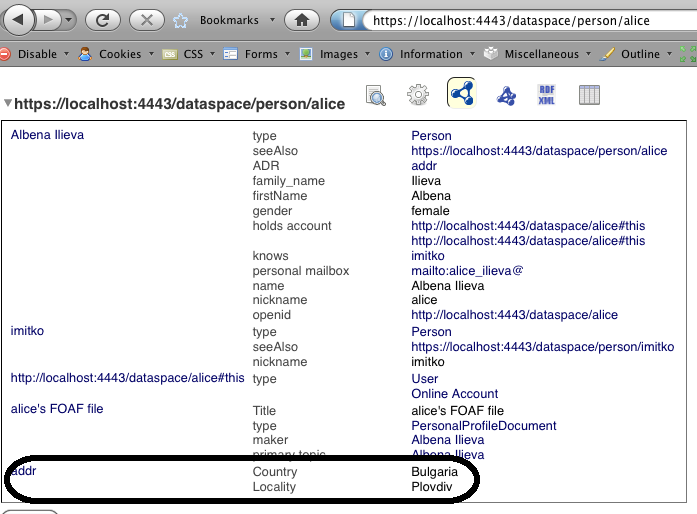 Bookmarks https://localhost:4443/dataspace/person/alice
Disable Cookies CSS Forms Images Information Miscellaneous Outline
https://localhost:4443/dataspace/person/alice RDF XML
Albena Ilieva type Person
seeAlso https://localhost:4443/dataspace/person/alice
ADR addr
family_name Ilieva
firstName Albena
gender female
holds account http://localhost:4443/dataspace/alice#this
http://localhost:4443/dataspace/alice#this
knows imitko
personal mailbox mailto:alice_ilieva@
name Albena Ilieva
nickname alice
openid http://localhost:4443/dataspace/alice
imitko type Person
seeAlso https://localhost:4443/dataspace/person/imitko
nickname imitko
http://localhost:4443/dataspace/alice#this type User
Online Account
alice's FOAF file Title alice's FOAF file
type PersonalProfileDocument
maker Albena Ilieva
primary topic Albena Ilieva
addr Country Bulgaria
Locality Plovdiv